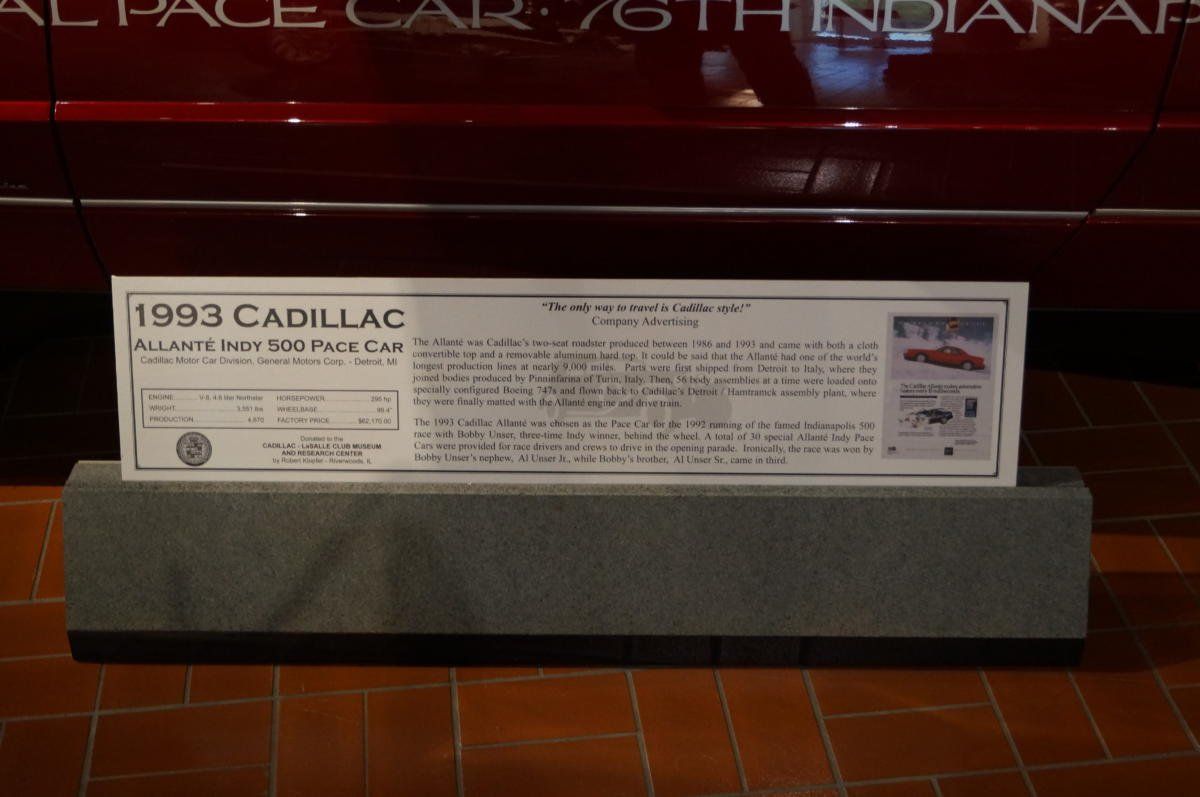 AL PACE CAR · 76TH INDIANAP
1993 CADILLAC
ALLANTÉ INDY 500 PACE CAR
Cadillac Motor Car Division, General Motors Corp. - Detroit, MI
ENGINE V-8, 4.6 liter Northstar
WRIGHT 3,551 lbs
PRODUCTION 4,670
HORSEPOWER 295 hp
WHEELBASE 99.4"
FACTORY PRICE $62,170.00
Donated to the
CADILLAC - LaSALLE CLUB MUSEUM
AND RESEARCH CENTER
by Robert Klopfer - Riverwoods, IL
"The only way to travel is Cadillac style!"
Company Advertising
The Allanté was Cadillac's two-seat roadster produced between 1986 and 1993 and came with both a cloth
convertible top and a removable aluminum hard top. It could be said that the Allanté had one of the world's
longest production lines at nearly 9,000 miles. Parts were first shipped from Detroit to Italy, where they
joined bodies produced by Pinninfarina of Turin, Italy. Then, 56 body assemblies at a time were loaded onto
specially configured Boeing 747s and flown back to Cadillac's Detroit / Hamtramck assembly plant, where
they were finally matted with the Allanté engine and drive train.
The 1993 Cadillac Allanté was chosen as the Pace Car for the 1992 running of the famed Indianapolis 500
race with Bobby Unser, three-time Indy winner, behind the wheel. A total of 30 special Allanté Indy Pace
Cars were provided for race drivers and crews to drive in the opening parade. Ironically, the race was won by
Bobby Unser's nephew, Al Unser Jr., while Bobby's brother, Al Unser Sr., came in third.